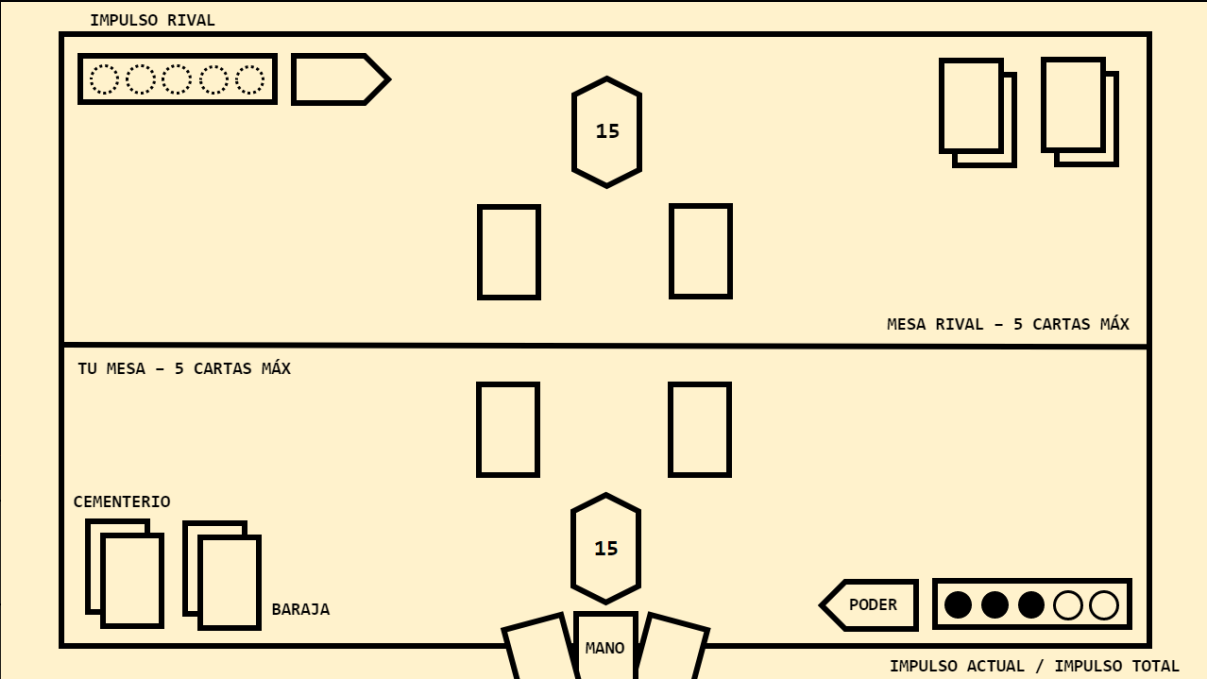 IMPULSO RIVAL
15
MESA RIVAL – 5 CARTAS MÁX
TU MESA – 5 CARTAS MÁX
CEMENTERIO
15
BARAJA
PODER
MANO
IMPULSO ACTUAL / IMPULSO TOTAL